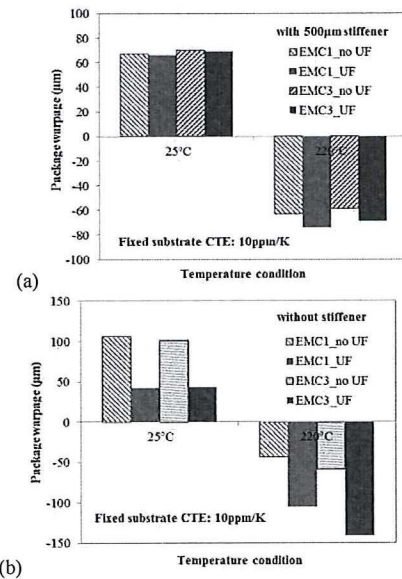 100
with 500µm stiffener
80
EMC1_no UF
60
EMC1_UF
40
EMC3_no UF
20
EMC3_UF
0
25°C
220°C
-20
-40
-60
-80
Fixed substrate CTE: 10ppm/K
-100
Package warpage (µm)
Temperature condition
(a)
150
without stiffener
100
EMC1_no UF
EMC1_UF
50
EMC3_no UF
EMC3_UF
0
25°C
220°C
-50
-100
Fixed substrate CTE: 10ppm/K
-150
Package warpage (µm)
Temperature condition
(b)